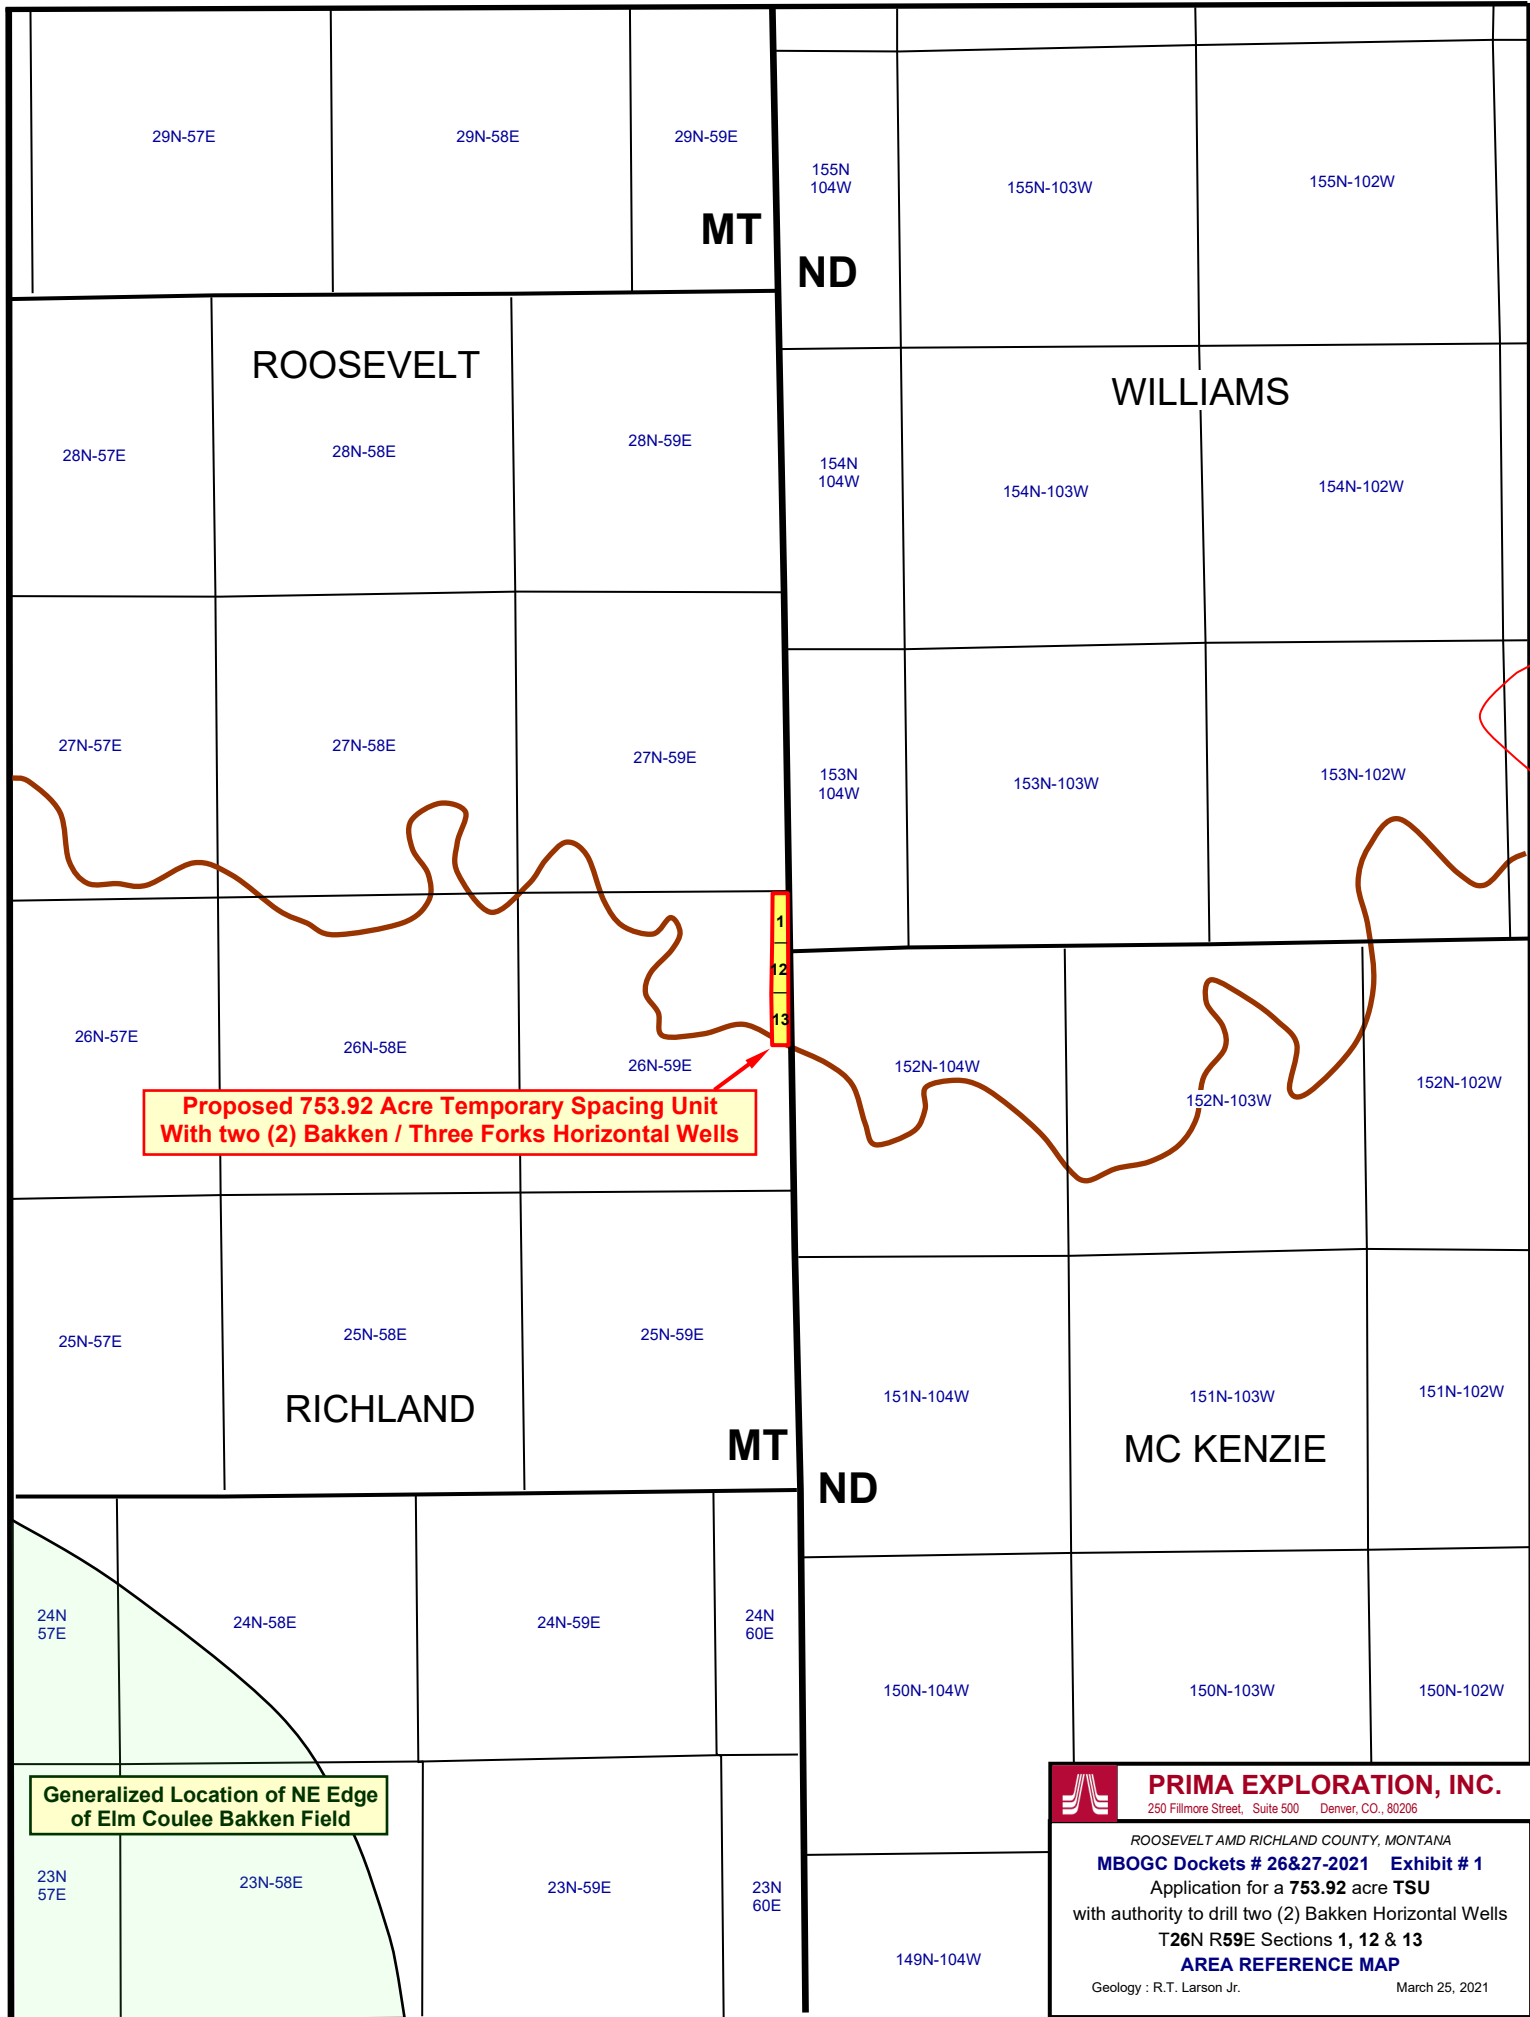 29N-57E
29N-58E
29N-59E
155N
104W
155N-103W
155N-102W
MT
ND
ROOSEVELT
WILLIAMS
28N-57E
28N-58E
28N-59E
154N
104W
154N-103W
154N-102W
27N-57E
27N-58E
27N-59E
153N
104W
153N-103W
153N-102W
1
12
13
26N-57E
26N-58E
26N-59E
152N-104W
152N-103W
152N-102W
Proposed 753.92 Acre Temporary Spacing Unit
With two (2) Bakken / Three Forks Horizontal Wells
25N-57E
25N-58E
25N-59E
151N-104W
151N-103W
151N-102W
RICHLAND
MC KENZIE
MT
ND
24N
57E
24N-58E
24N-59E
24N
60E
150N-104W
150N-103W
150N-102W
Generalized Location of NE Edge
of Elm Coulee Bakken Field
23N
57E
23N-58E
23N-59E
23N
60E
149N-104W
PRIMA EXPLORATION, INC.
250 Fillmore Street, Suite 500 Denver, CO., 80206
ROOSEVELT AMD RICHLAND COUNTY, MONTANA
MBOGC Dockets # 26&27-2021 Exhibit # 1
Application for a 753.92 acre TSU
with authority to drill two (2) Bakken Horizontal Wells
T26N R59E Sections 1, 12 & 13
AREA REFERENCE MAP
Geology : R.T. Larson Jr. March 25, 2021